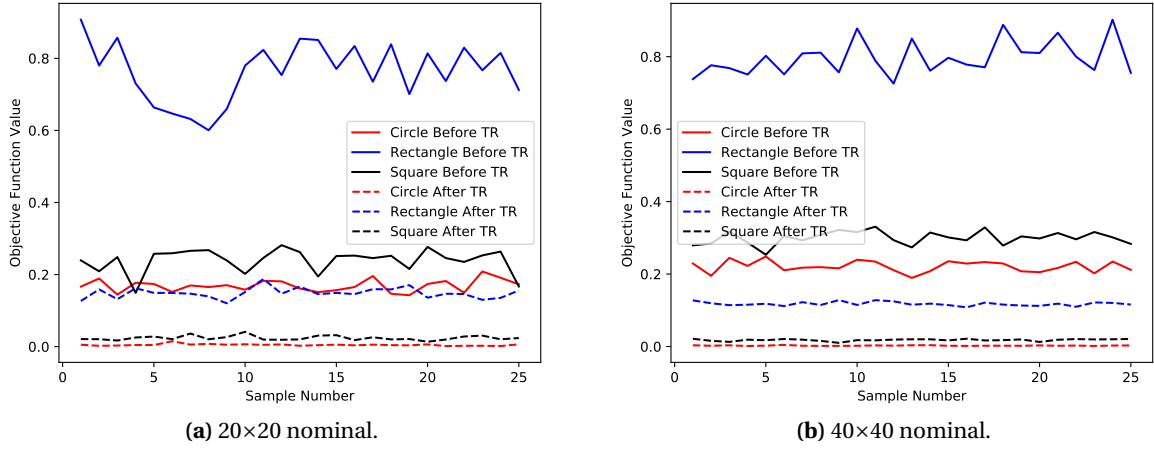 Objective Function Value
0.8
0.6
0.4
0.2
0.0
Circle Before TR
Rectangle Before TR
Square Before TR
Circle After TR
Rectangle After TR
Square After TR
0 5 10 15 20 25
Sample Number
(a) 20×20 nominal.
Objective Function Value
0.8
0.6
0.4
0.2
0.0
Circle Before TR
Rectangle Before TR
Square Before TR
Circle After TR
Rectangle After TR
Square After TR
0 5 10 15 20 25
Sample Number
(b) 40×40 nominal.